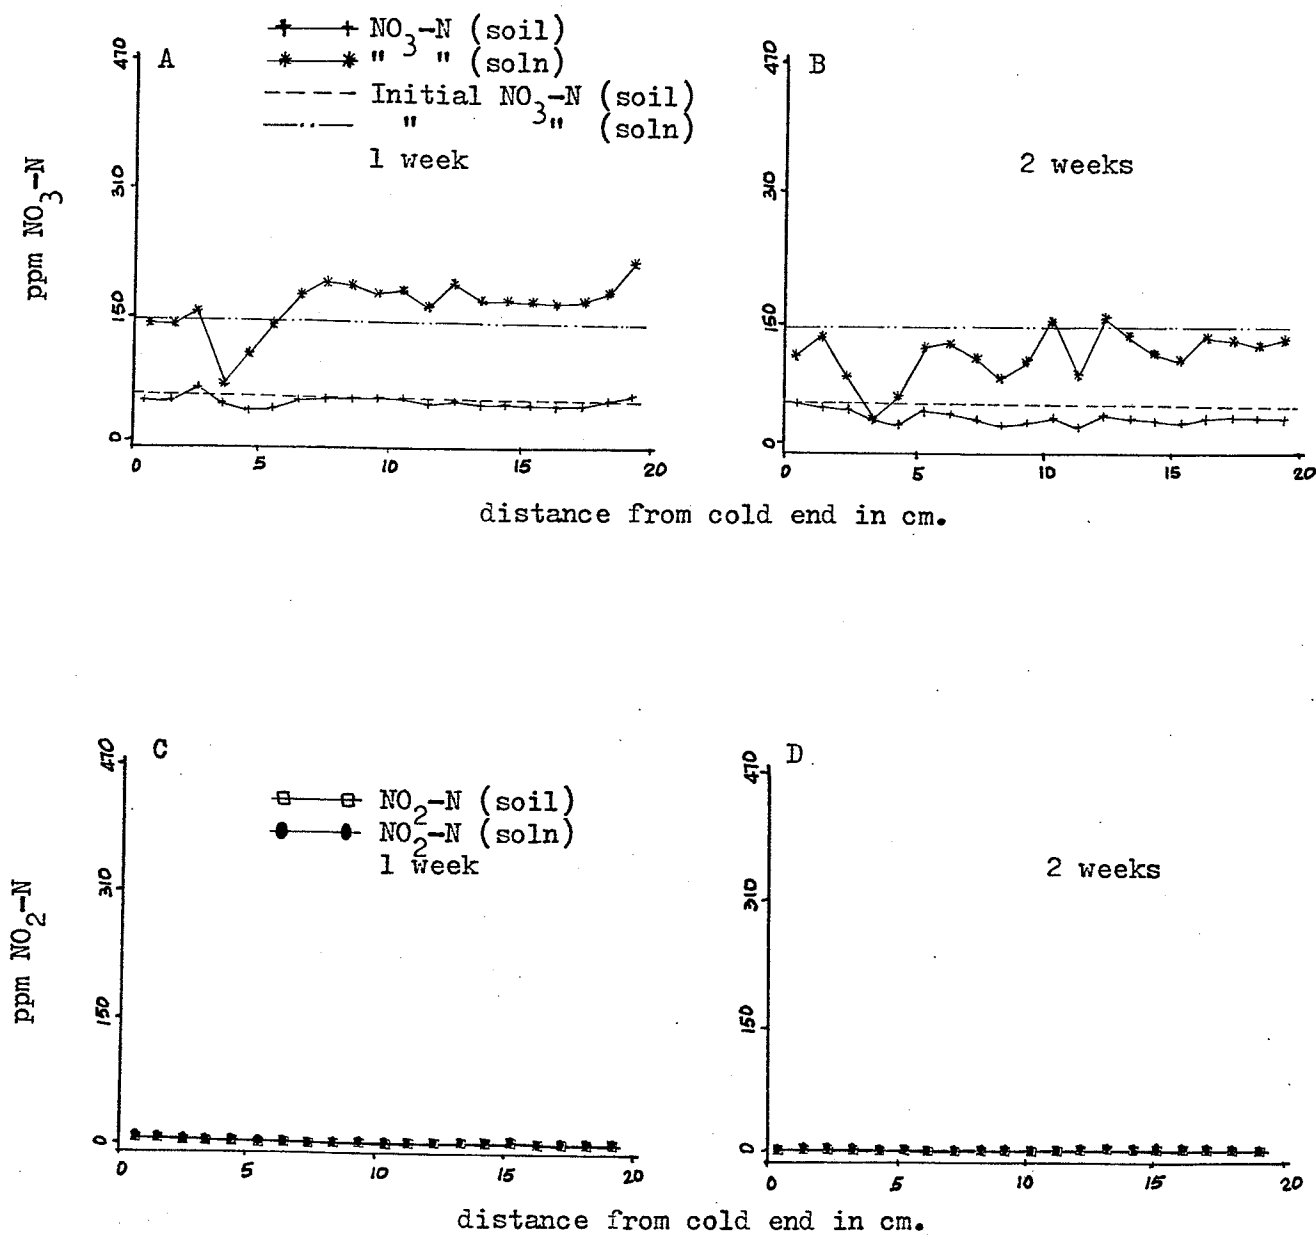 NO3-N (soil)
" " (soln)
Initial NO3-N (soil)
" " (soln)
1 week
A
470
310
150
0
0 5 10 15 20
ppm NO3-N
B
2 weeks
470
310
150
0
0 5 10 15 20
distance from cold end in cm.
C
NO2-N (soil)
NO2-N (soln)
1 week
470
310
150
0
0 5 10 15 20
ppm NO2-N
D
2 weeks
470
310
150
0
0 5 10 15 20
distance from cold end in cm.